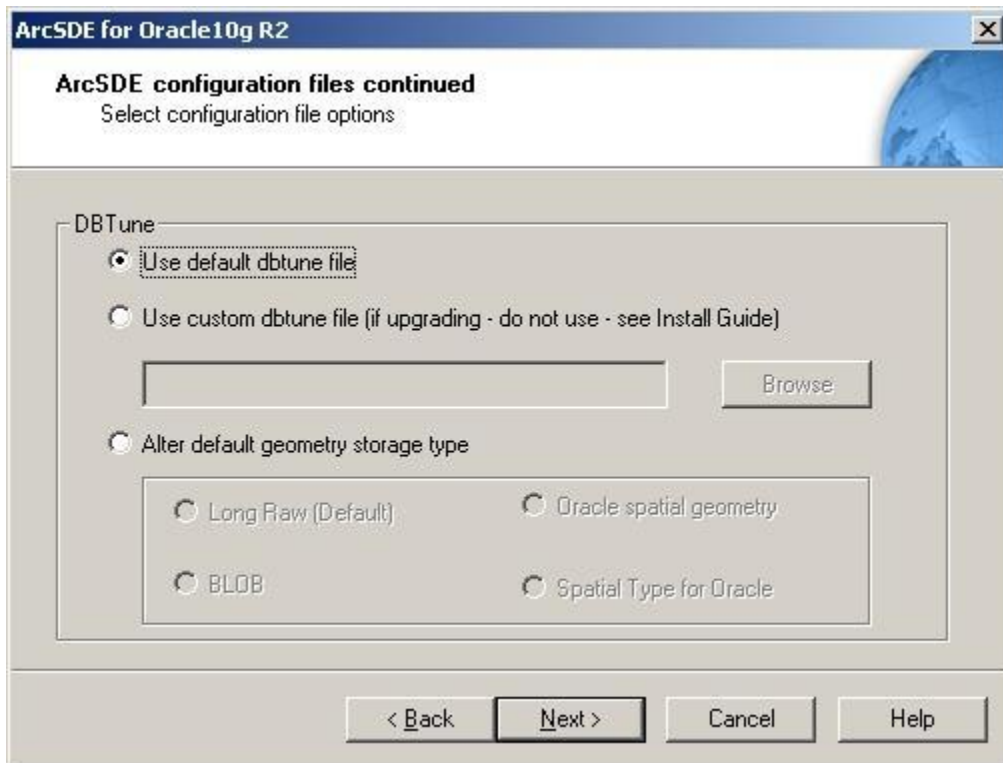 ArcSDE for Oracle10g R2
ArcSDE configuration files continued
Select configuration file options
DBTune
Use default dbtune file
Use custom dbtune file (if upgrading - do not use - see Install Guide)
Browse
Alter default geometry storage type
Long Raw (Default)
Oracle spatial geometry
BLOB
Spatial Type for Oracle
< Back
Next >
Cancel
Help